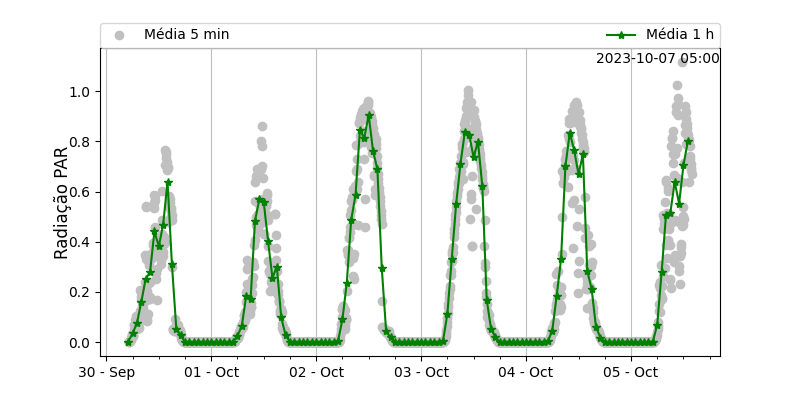 Média 5 min
Média 1 h
2023-10-07 05:00
Radiação PAR
1.0
0.8
0.6
0.4
0.2
0.0
30 - Sep
01 - Oct
02 - Oct
03 - Oct
04 - Oct
05 - Oct